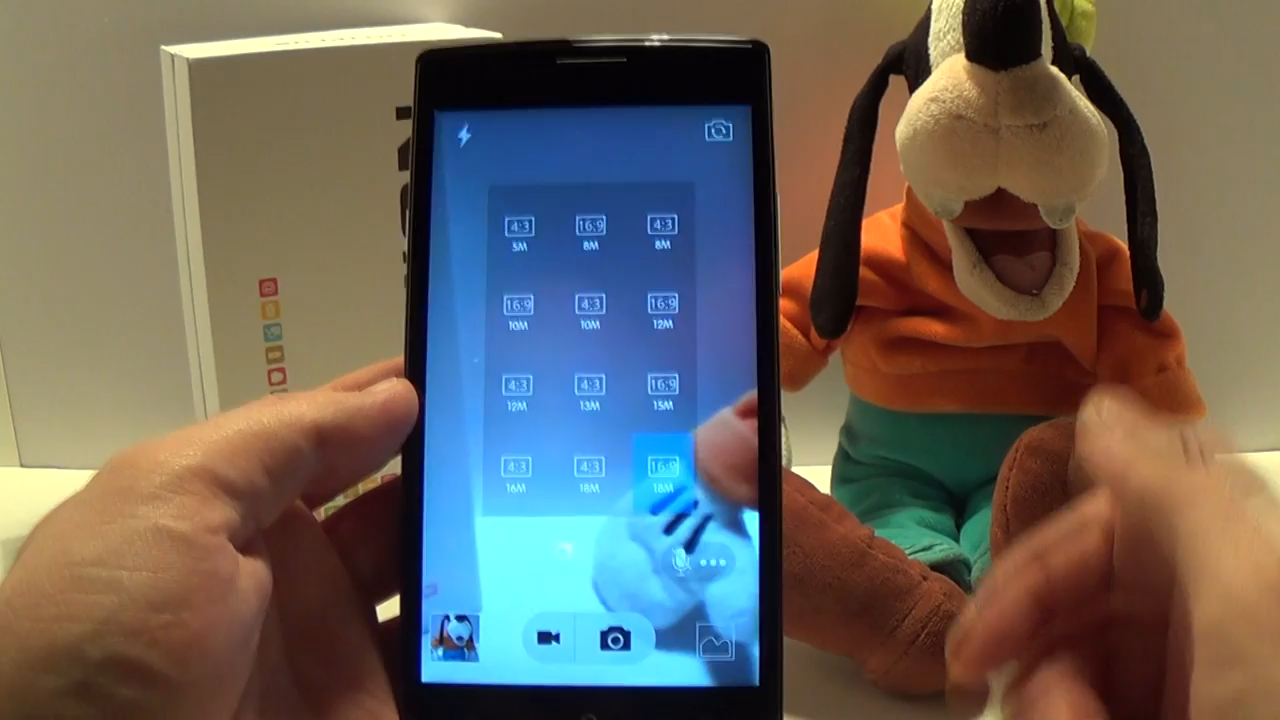 4:3 16:9 4:3
5M 8M 8M
16:9 4:3 16:9
10M 10M 12M
4:3 4:3 16:9
12M 13M 15M
4:3 4:3 16:9
16M 18M 18M